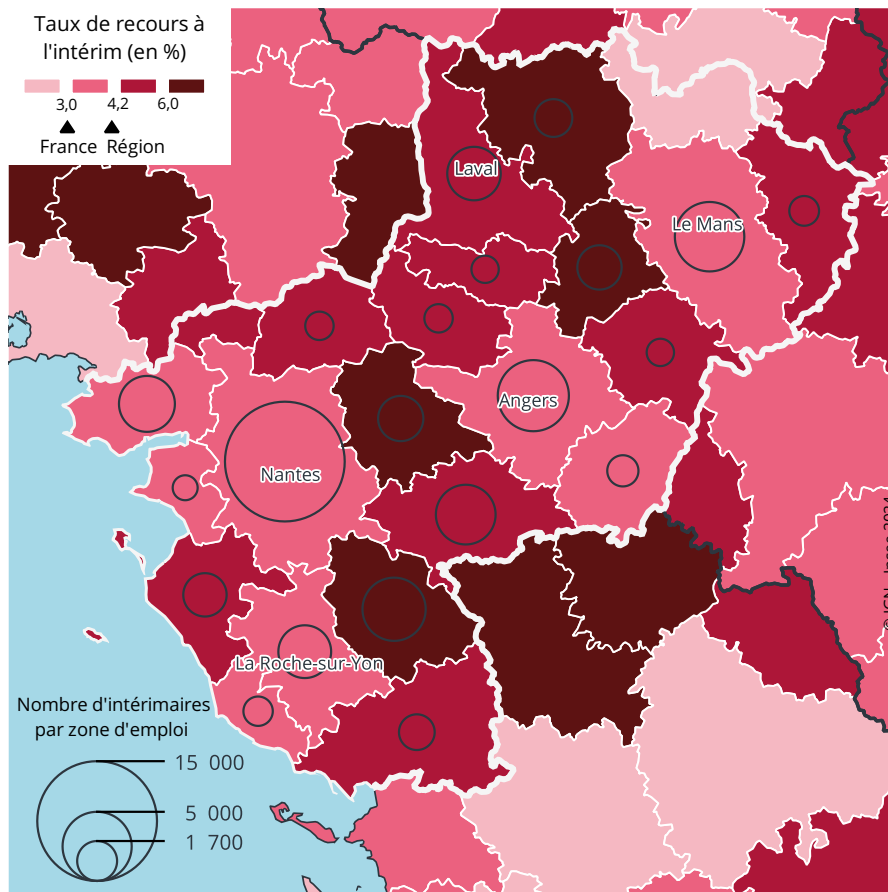 Taux de recours à
l'intérim (en %)
3,0 4,2 6,0
France Région
Laval
Le Mans
Angers
Nantes
La Roche-sur-Yon
Nombre d'intérimaires
par zone d'emploi
15 000
5 000
1 700